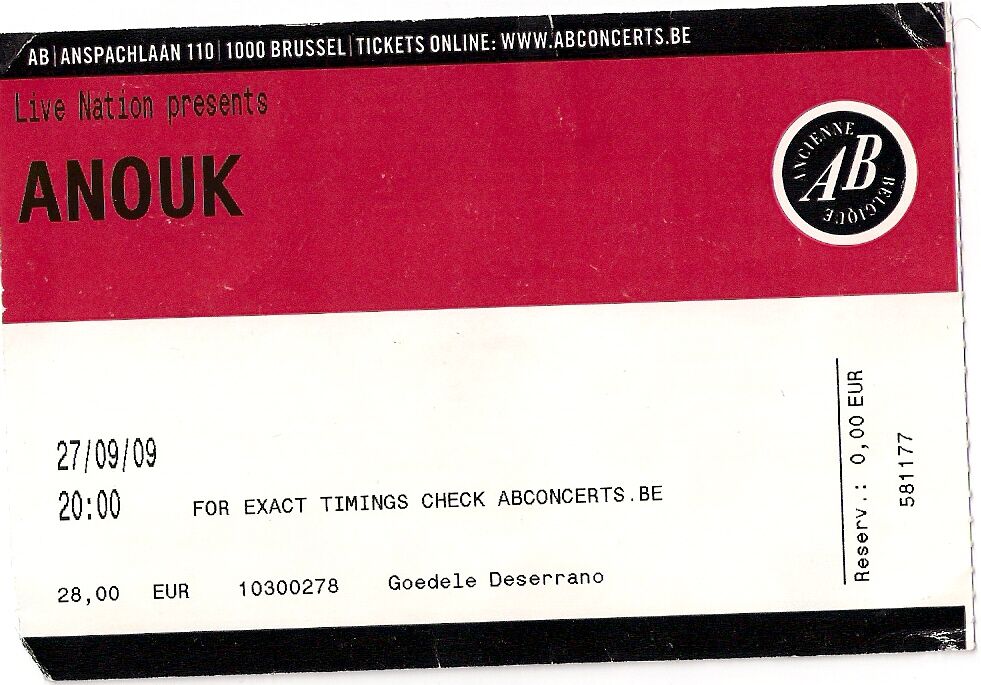 AB | ANSPACHLAAN 110 | 1000 BRUSSEL | TICKETS ONLINE: WWW.ABCONCERTS.BE
Live Nation presents
ANOUK
ANCIENNE
AB
BELGIQUE
27/09/09
20:00 FOR EXACT TIMINGS CHECK ABCONCERTS.BE
28,00 EUR 10300278 Goedele Deserrano
Reserv.: 0,00 EUR
581177